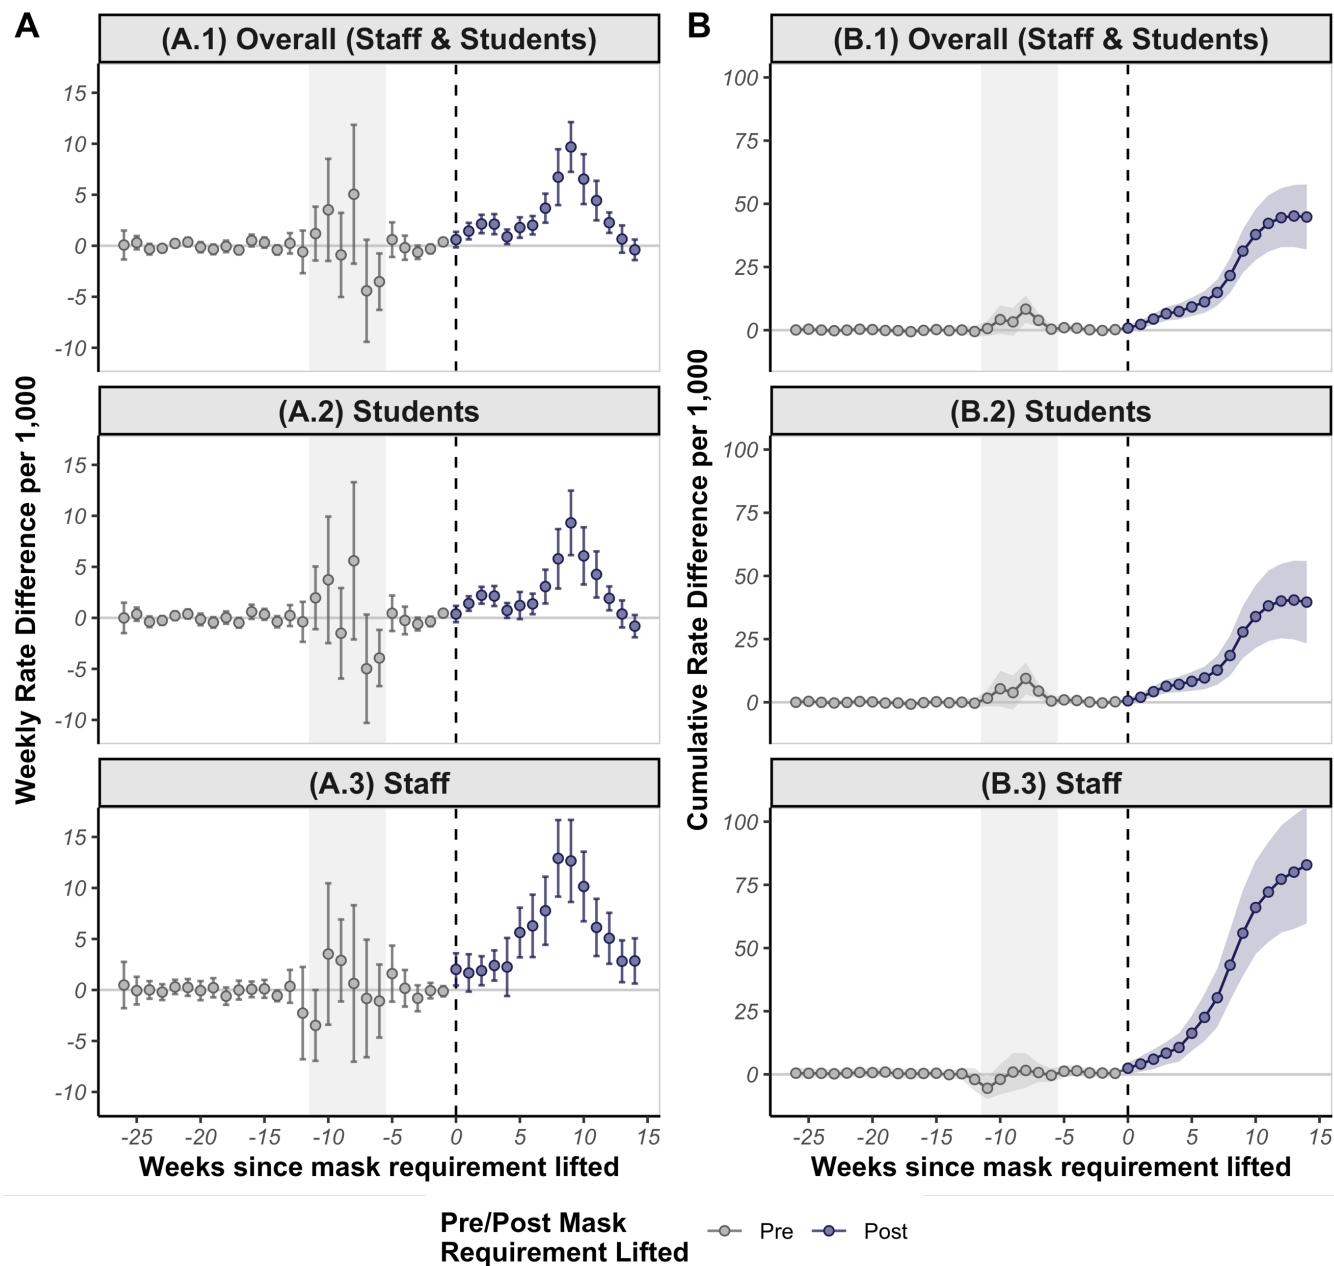 A
(A.1) Overall (Staff & Students)
15
10
5
0
-5
-10
(A.2) Students
15
10
5
0
-5
-10
(A.3) Staff
15
10
5
0
-5
-10
-25 -20 -15 -10 -5 0 5 10 15
Weeks since mask requirement lifted
Weekly Rate Difference per 1,000
B
(B.1) Overall (Staff & Students)
100
75
50
25
0
(B.2) Students
100
75
50
25
0
(B.3) Staff
100
75
50
25
0
-25 -20 -15 -10 -5 0 5 10 15
Weeks since mask requirement lifted
Cumulative Rate Difference per 1,000
Pre/Post Mask
Requirement Lifted
Pre Post